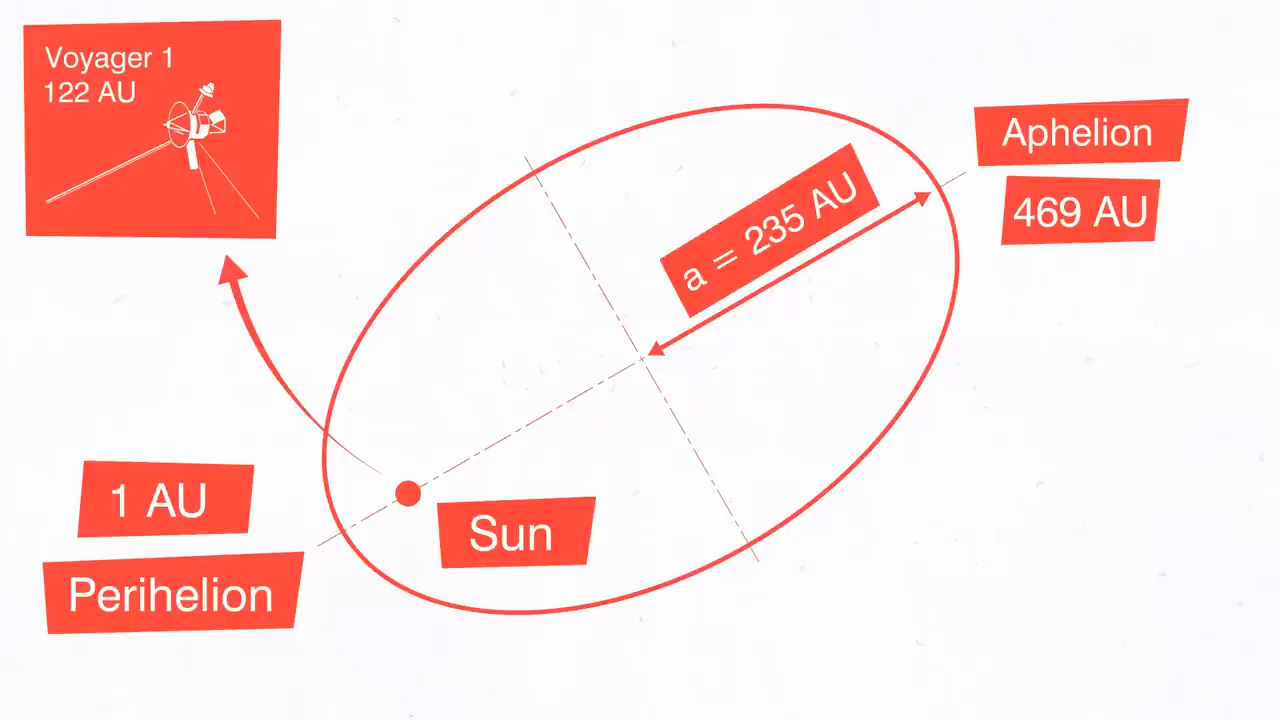 Voyager 1
122 AU
Aphelion
469 AU
a = 235 AU
1 AU
Perihelion
Sun